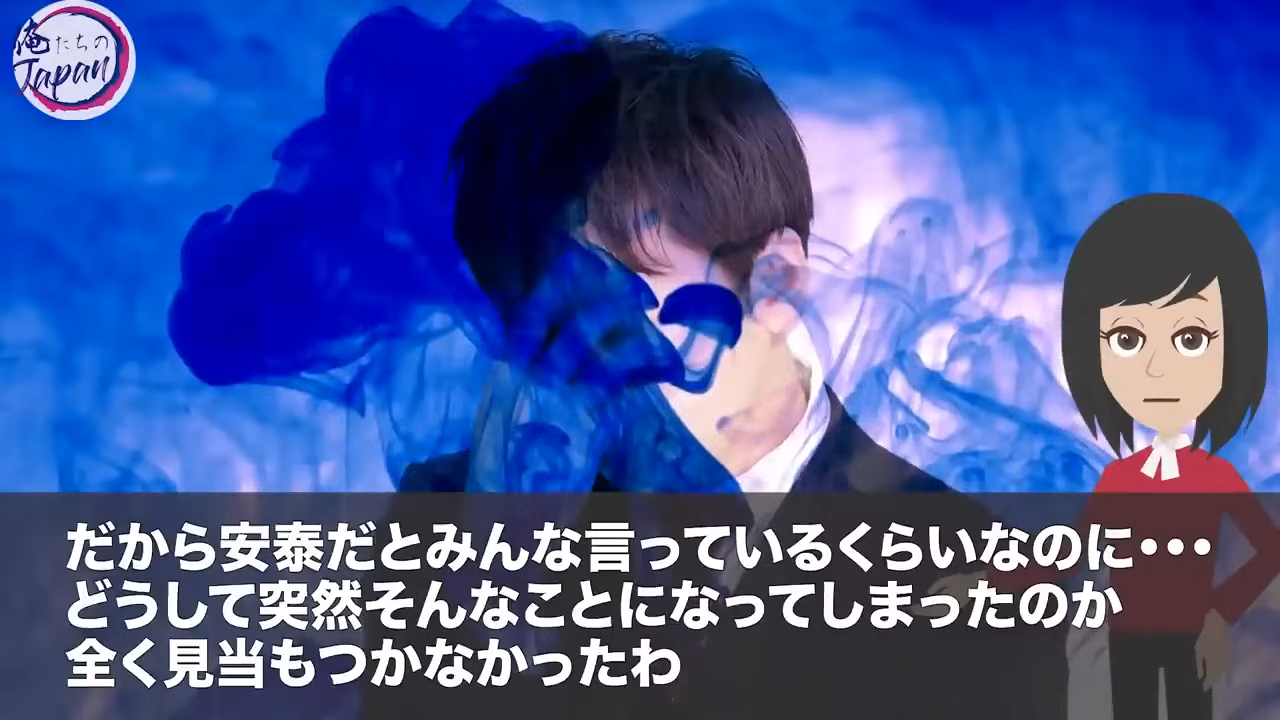 俺たちの
Japan
だから安泰だとみんな言っているくらいなのに・・・
どうして突然そんなことになってしまったのか
全く見当もつかなかったわ